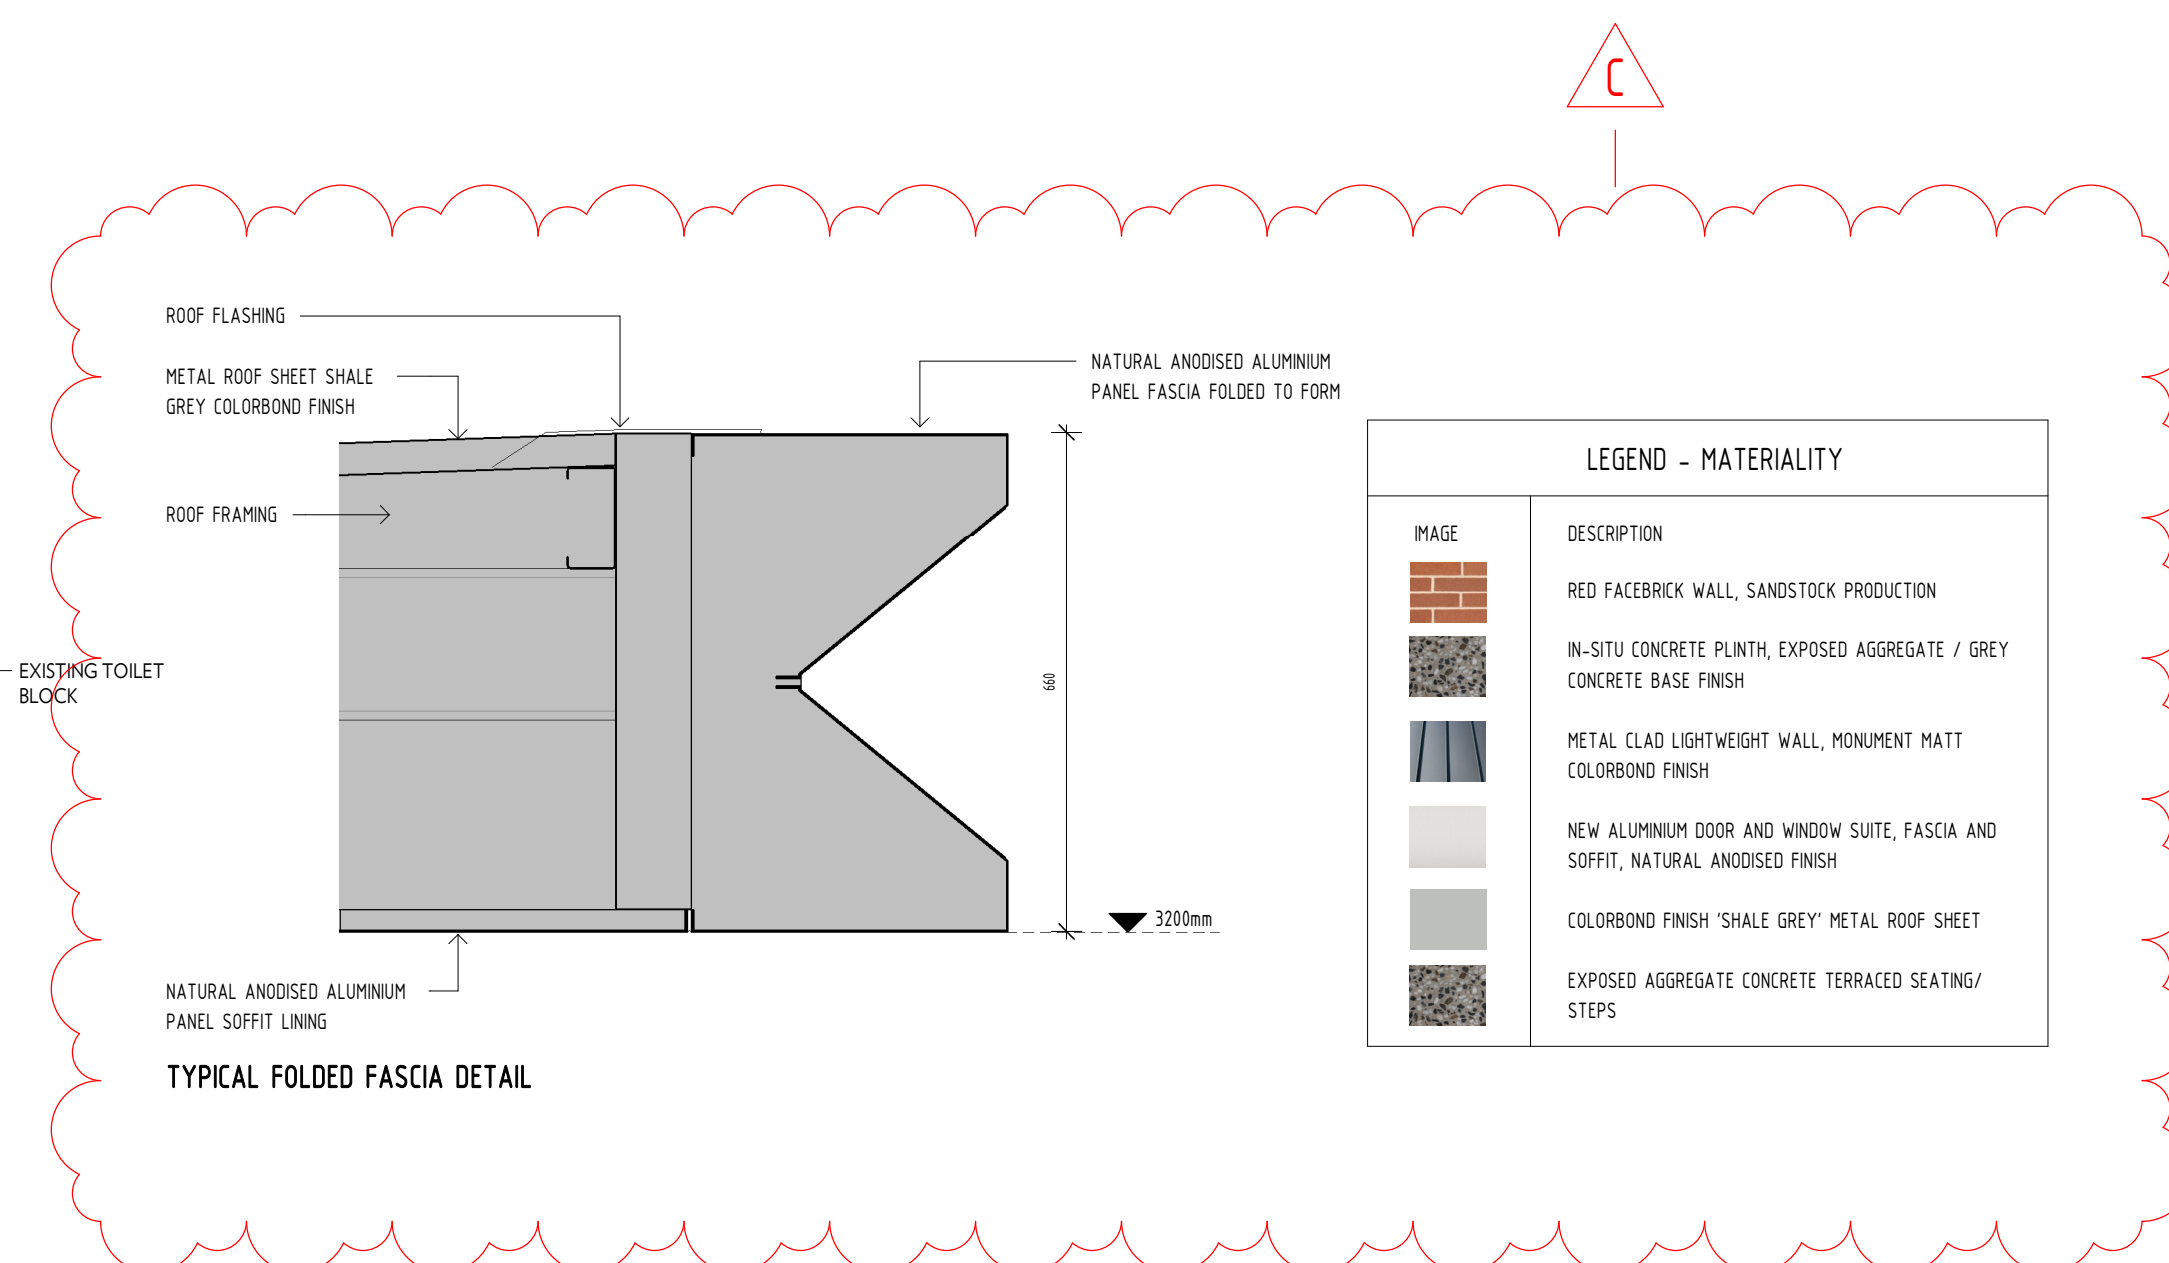 C
ROOF FLASHING
METAL ROOF SHEET SHALE
GREY COLORBOND FINISH
ROOF FRAMING
EXISTING TOILET
BLOCK
NATURAL ANODISED ALUMINIUM
PANEL SOFFIT LINING
TYPICAL FOLDED FASCIA DETAIL
NATURAL ANODISED ALUMINIUM
PANEL FASCIA FOLDED TO FORM
660
3200mm
LEGEND - MATERIALITY
IMAGE
DESCRIPTION
RED FACEBRICK WALL, SANDSTOCK PRODUCTION
IN-SITU CONCRETE PLINTH, EXPOSED AGGREGATE / GREY
CONCRETE BASE FINISH
METAL CLAD LIGHTWEIGHT WALL, MONUMENT MATT
COLORBOND FINISH
NEW ALUMINIUM DOOR AND WINDOW SUITE, FASCIA AND
SOFFIT, NATURAL ANODISED FINISH
COLORBOND FINISH 'SHALE GREY' METAL ROOF SHEET
EXPOSED AGGREGATE CONCRETE TERRACED SEATING/
STEPS